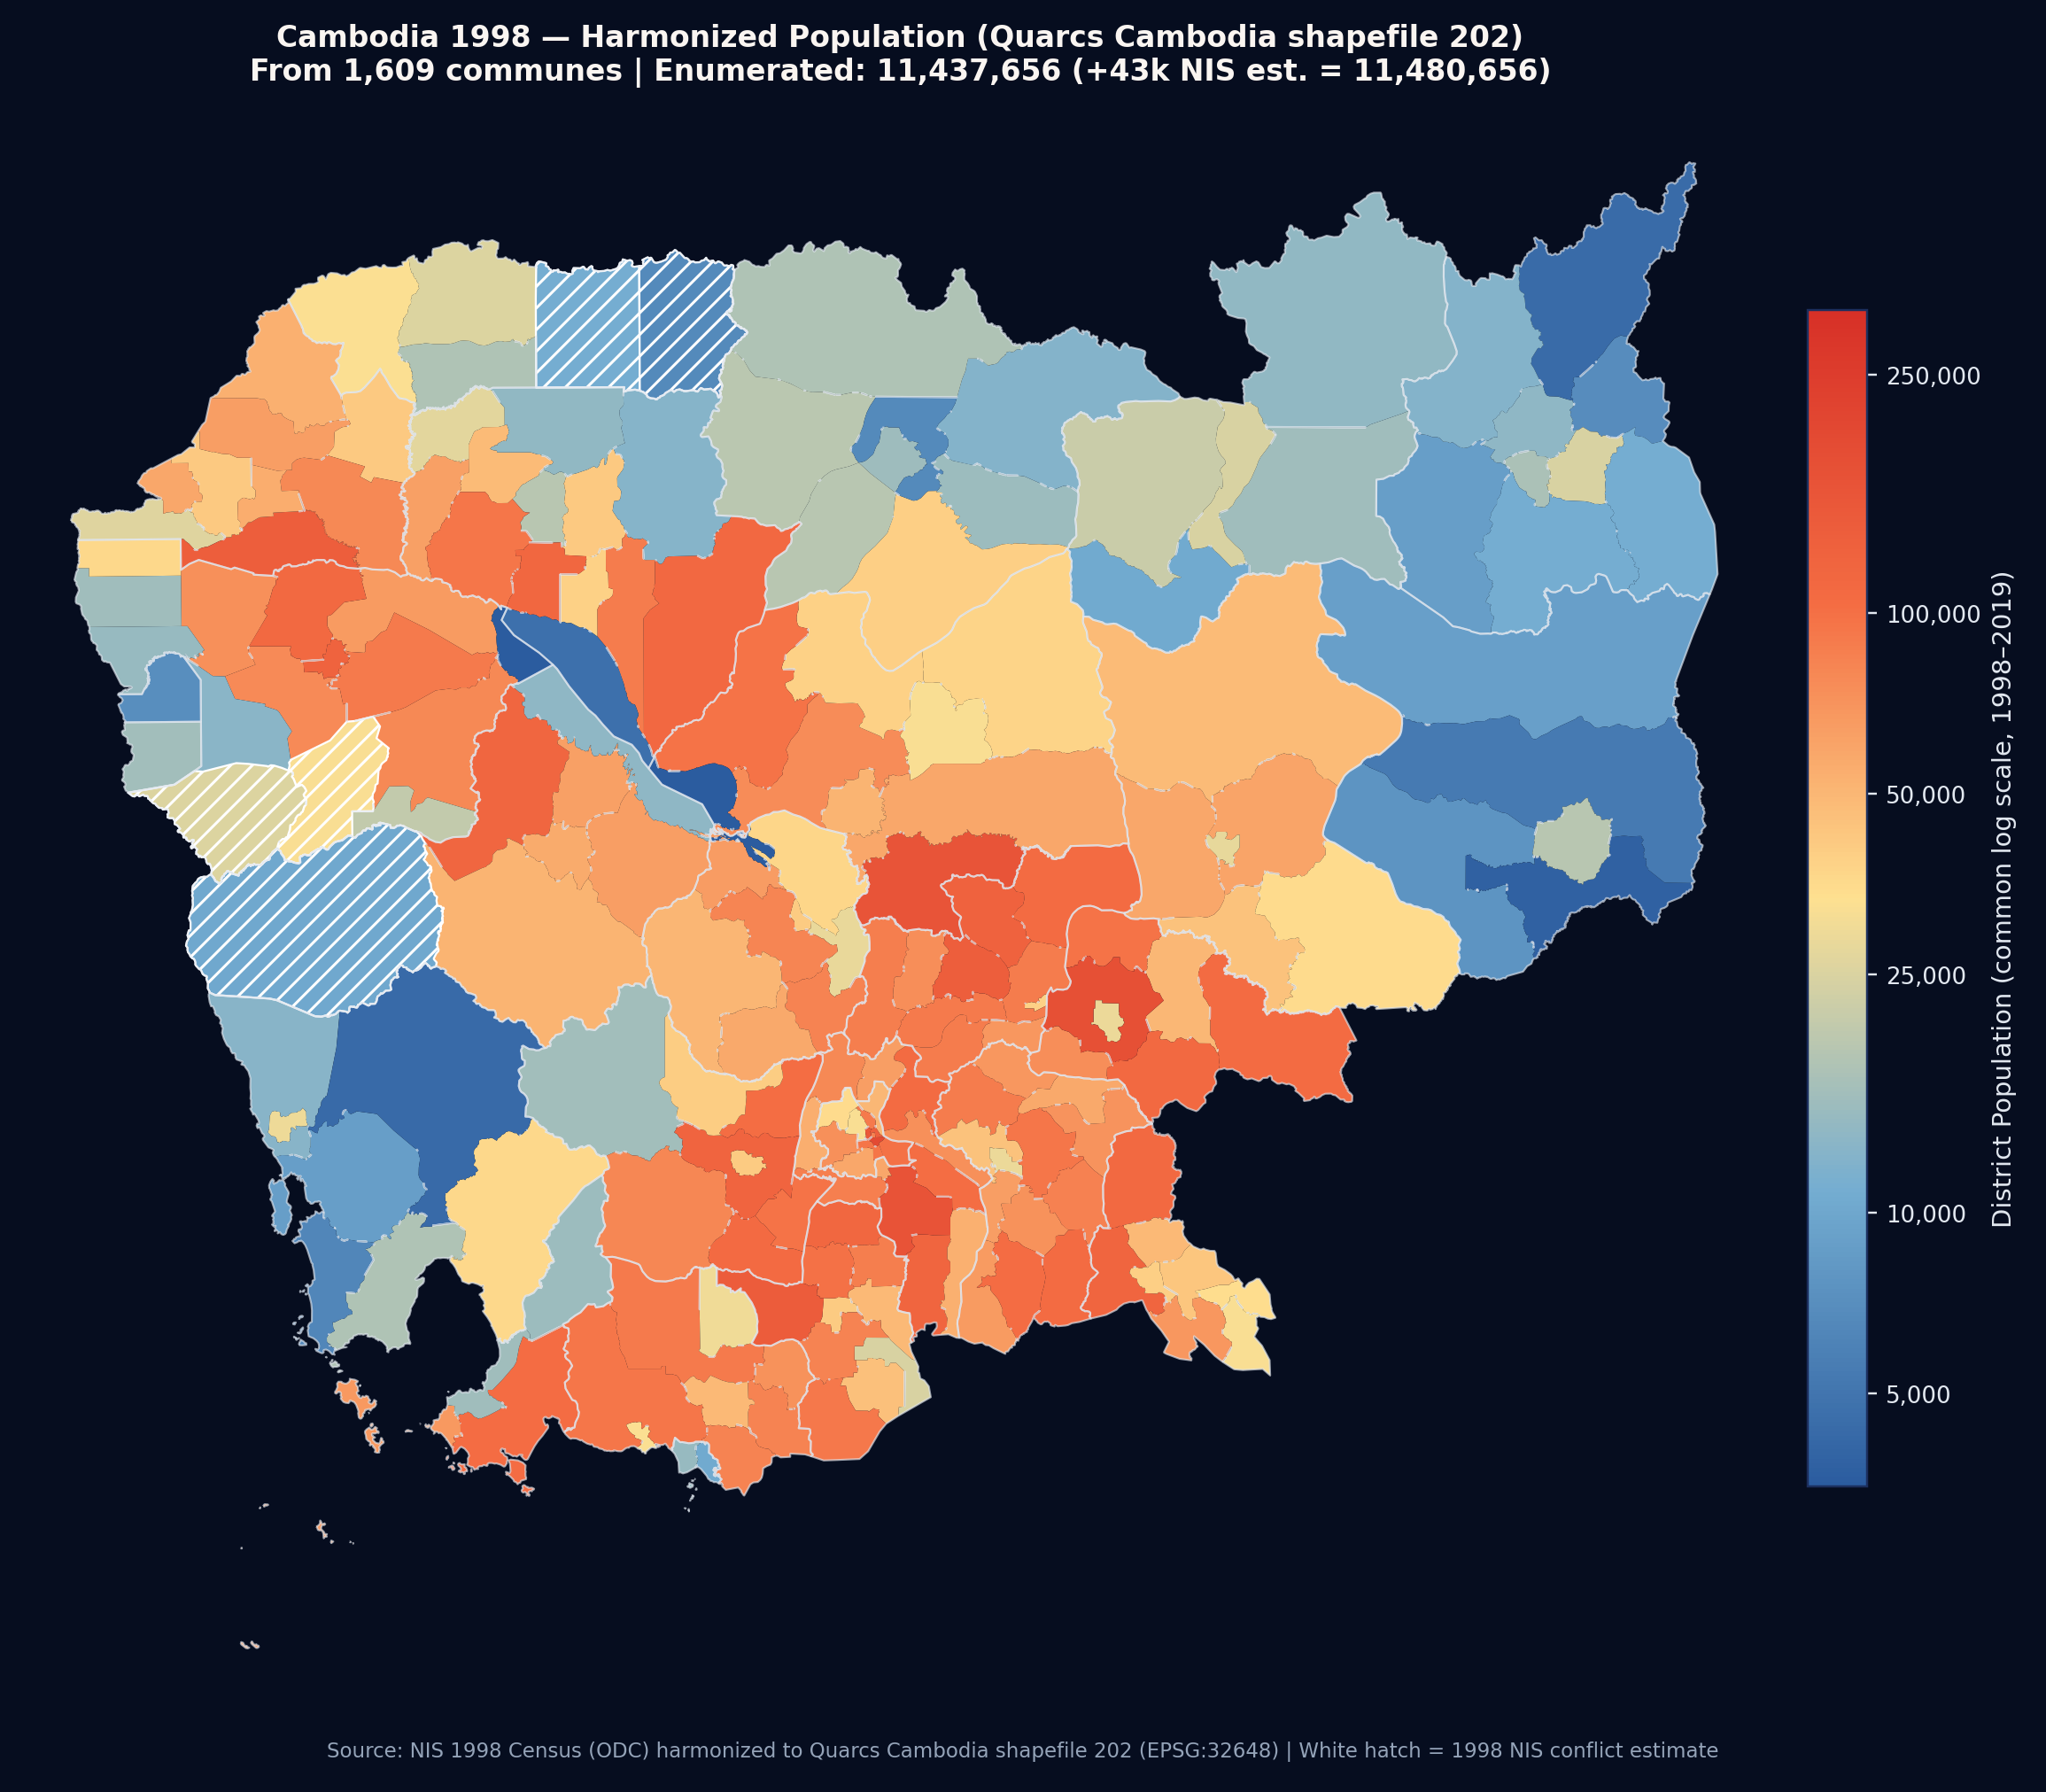 Cambodia 1998 — Harmonized Population (Quarcs Cambodia shapefile 202)
From 1,609 communes | Enumerated: 11,437,656 (+43k NIS est. = 11,480,656)
250,000
100,000
50,000
25,000
10,000
5,000
District Population (common log scale, 1998–2019)
Source: NIS 1998 Census (ODC) harmonized to Quarcs Cambodia shapefile 202 (EPSG:32648) | White hatch = 1998 NIS conflict estimate